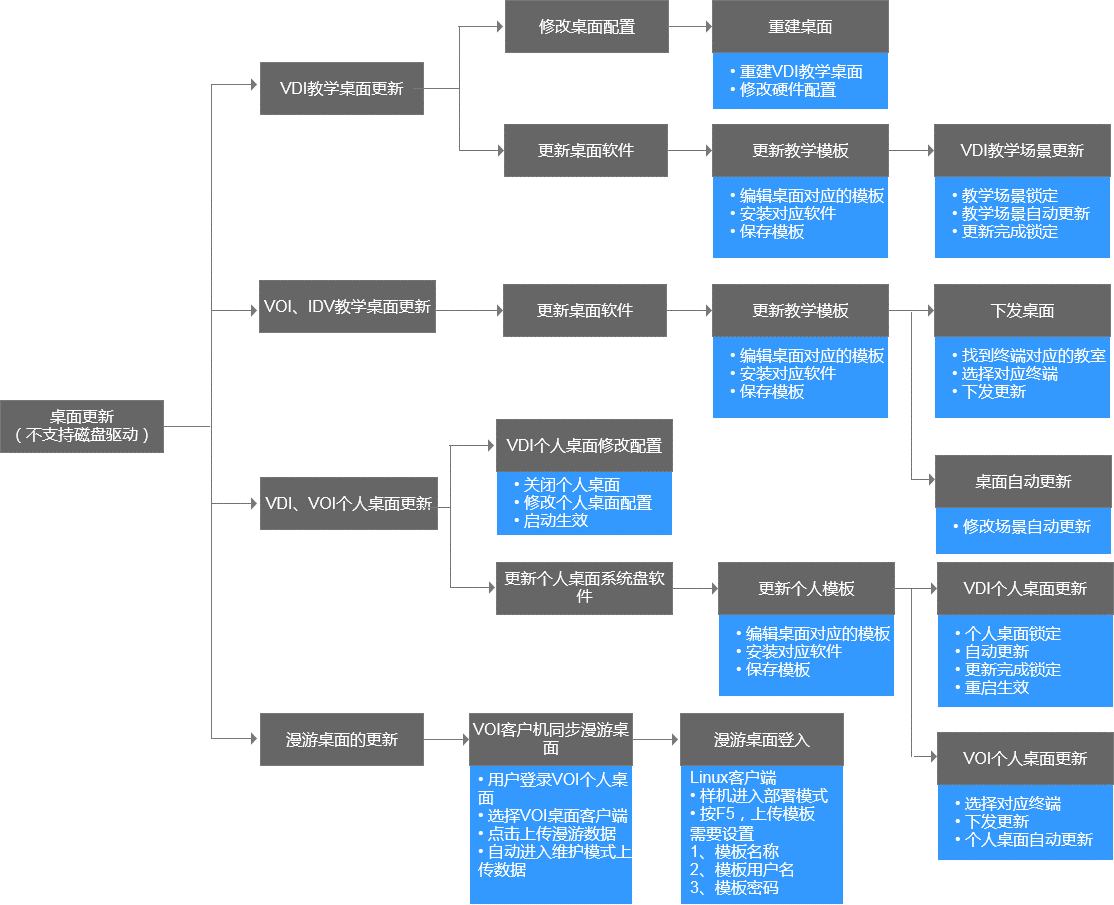 桌面更新
（不支持磁盘驱动）
VDI教学桌面更新
修改桌面配置
重建桌面
• 重建VDI教学桌面
• 修改硬件配置
更新桌面软件
更新教学模板
• 编辑桌面对应的模板
• 安装对应软件
• 保存模板
VDI教学场景更新
• 教学场景锁定
• 教学场景自动更新
• 更新完成锁定
VOI、IDV教学桌面更新
更新桌面软件
更新教学模板
• 编辑桌面对应的模板
• 安装对应软件
• 保存模板
下发桌面
• 找到终端对应的教室
• 选择对应终端
• 下发更新
桌面自动更新
• 修改场景自动更新
VDI、VOI个人桌面更新
VDI个人桌面修改配置
• 关闭个人桌面
• 修改个人桌面配置
• 启动生效
更新个人桌面系统盘软
件
更新个人模板
• 编辑桌面对应的模板
• 安装对应软件
• 保存模板
VDI个人桌面更新
• 个人桌面锁定
• 自动更新
• 更新完成锁定
• 重启生效
VOI个人桌面更新
• 选择对应终端
• 下发更新
• 个人桌面自动更新
漫游桌面的更新
VOI客户机同步漫游桌
面
• 用户登录VOI个人桌
面
• 选择VOI桌面客户端
• 点击上传漫游数据
• 自动进入维护模式上
传数据
漫游桌面登入
Linux客户端
• 样机进入部署模式
• 按F5，上传模板
需要设置
1、模板名称
2、模板用户名
3、模板密码